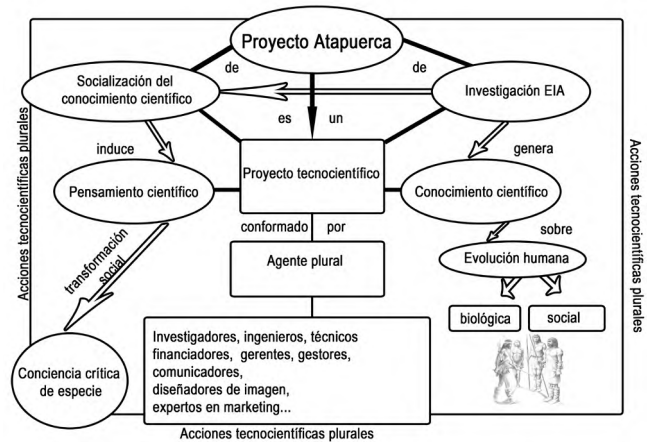 Proyecto Atapuerca
de
de
Socialización del
conocimiento científico
Investigación EIA
es un
induce
genera
Proyecto tecnocientífico
Pensamiento científico
Conocimiento científico
conformado por
sobre
transformación
social
Agente plural
Evolución humana
biológica
social
Investigadores, ingenieros, técnicos
financiadores, gerentes, gestores,
comunicadores,
diseñadores de imagen,
expertos en marketing...
Conciencia crítica
de especie
Acciones tecnocientíficas plurales
Acciones tecnocientíficas plurales
Acciones tecnocientíficas plurales